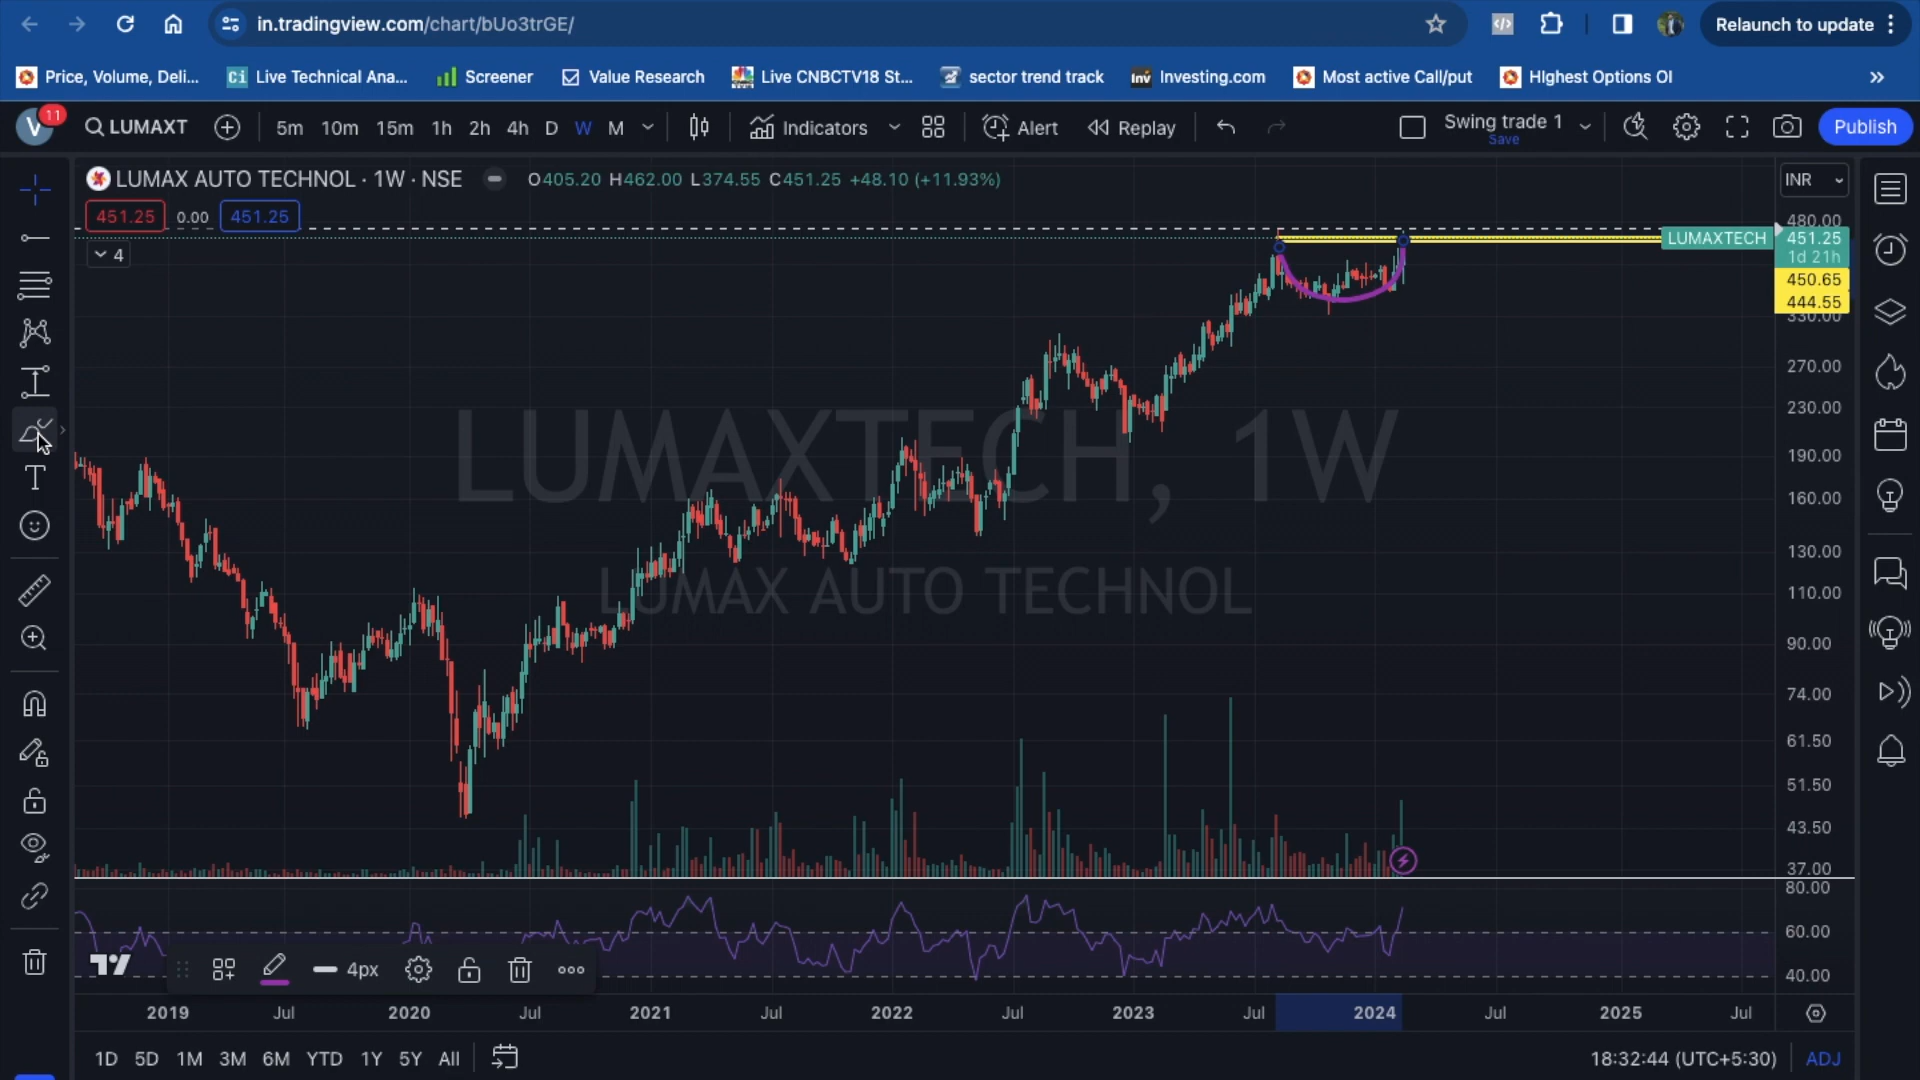 in.tradingview.com/chart/bUo3trGE/
Relaunch to update
Price, Volume, Deli...
Ci Live Technical Ana...
Screener
Value Research
Live CNBCTV18 St...
sector trend track
Inv Investing.com
Most active Call/put
HIghest Options OI
V 11
LUMAXT
5m 10m 15m 1h 2h 4h D W M
Indicators
Alert
Replay
Swing trade 1
Save
Publish
LUMAX AUTO TECHNOL · 1W · NSE
O405.20 H462.00 L374.55 C451.25 +48.10 (+11.93%)
INR
451.25 0.00 451.25
480.00
4
LUMAXTECH 451.25
1d 21h
450.65
444.55
330.00
270.00
230.00
LUMAXTECH, 1W
190.00
160.00
130.00
LUMAX AUTO TECHNOL
110.00
90.00
74.00
61.50
51.50
43.50
37.00
80.00
60.00
40.00
4px
2019 Jul 2020 Jul 2021 Jul 2022 Jul 2023 Jul 2024 Jul 2025 Jul
1D 5D 1M 3M 6M YTD 1Y 5Y All
18:32:44 (UTC+5:30) ADJ